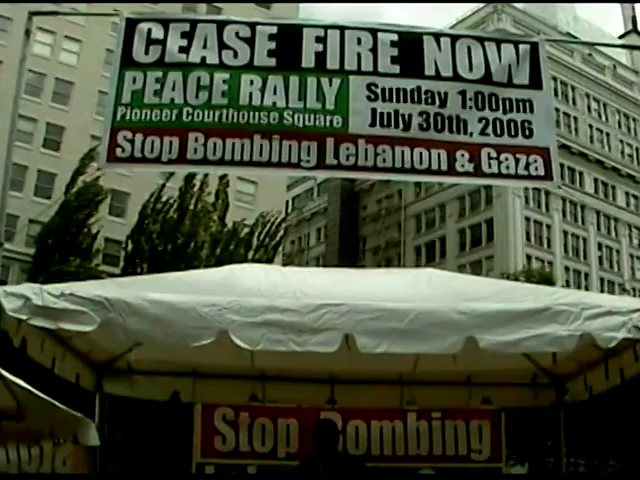 CEASE FIRE NOW
PEACE RALLY
Pioneer Courthouse Square
Sunday 1:00pm
July 30th, 2006
Stop Bombing Lebanon & Gaza
Stop Bombing